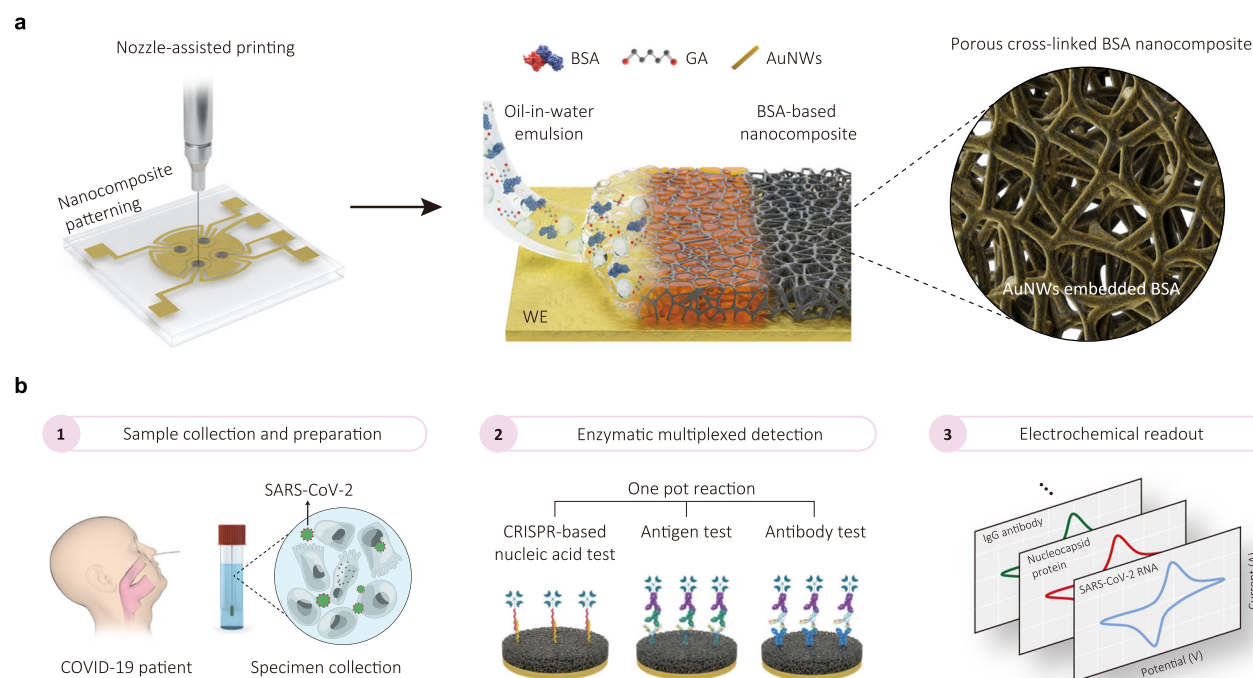 a
Nozzle-assisted printing
Nanocomposite
patterning
BSA
GA
AuNWs
Oil-in-water
emulsion
BSA-based
nanocomposite
WE
Porous cross-linked BSA nanocomposite
AuNWs embedded BSA
b
1
Sample collection and preparation
SARS-CoV-2
COVID-19 patient
Specimen collection
2
Enzymatic multiplexed detection
One pot reaction
CRISPR-based
nucleic acid test
Antigen test
Antibody test
3
Electrochemical readout
IgG antibody
Nucleocapsid
protein
SARS-CoV-2 RNA
Potential (V)